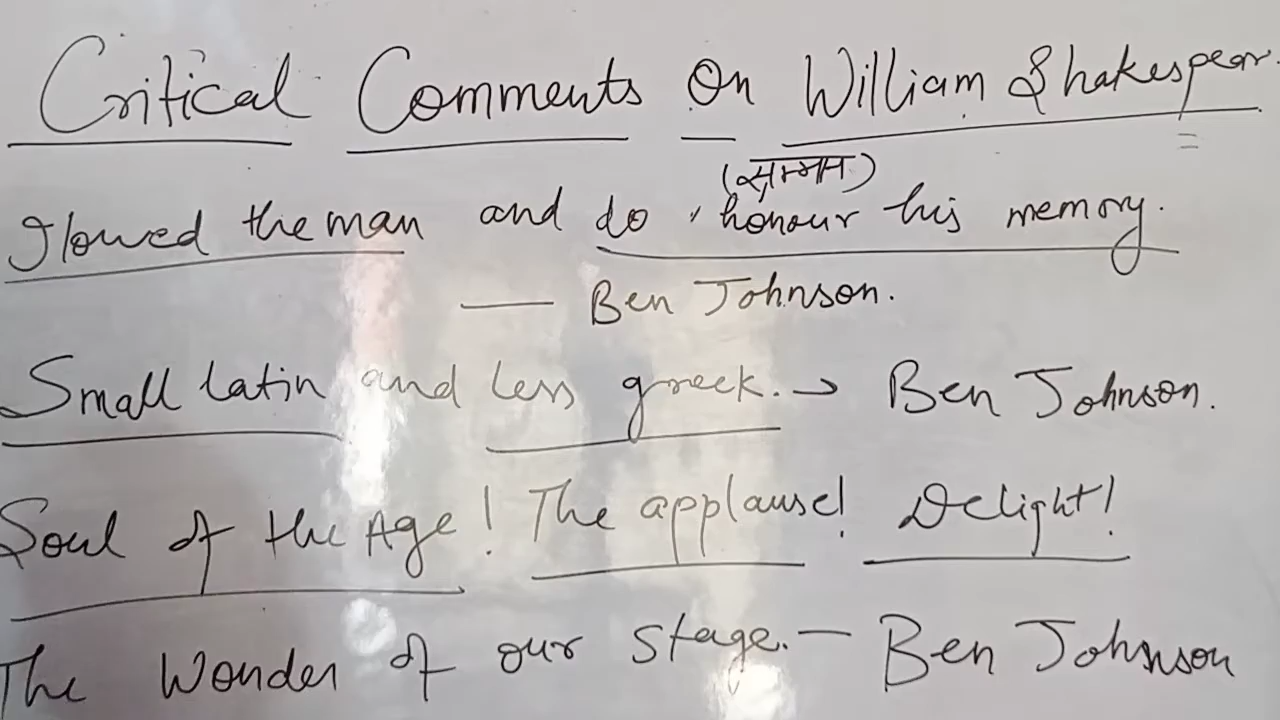 Critical Comments On William Shakespear.
(सम्मान)
I loved the man and do honour his memory.
— Ben Johnson.
Small latin and less greek. → Ben Johnson.
Soul of the Age! The applause! Delight!
The Wonder of our Stage. — Ben Johnson